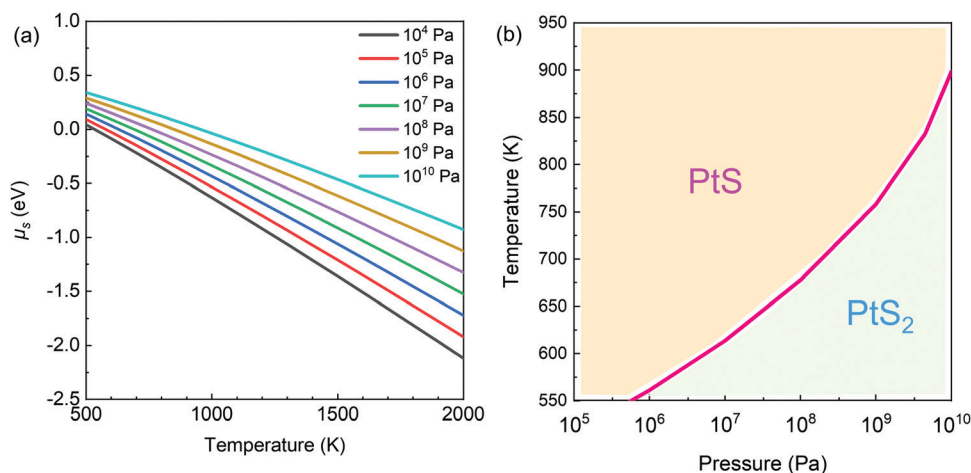 (a)
1.0
0.5
0.0
-0.5
-1.0
-1.5
-2.0
-2.5
μₛ (eV)
500
1000
1500
2000
Temperature (K)
10⁴ Pa
10⁵ Pa
10⁶ Pa
10⁷ Pa
10⁸ Pa
10⁹ Pa
10¹⁰ Pa
(b)
950
900
850
800
750
700
650
600
550
Temperature (K)
PtS
PtS₂
10⁵
10⁶
10⁷
10⁸
10⁹
10¹⁰
Pressure (Pa)